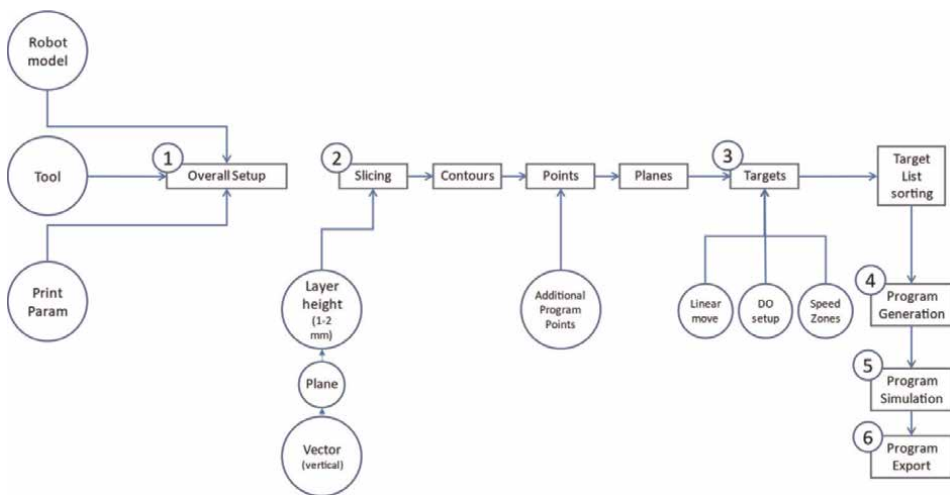 Robot
model
Tool
Print
Param
1
Overall Setup
2
Slicing
Contours
Points
Planes
3
Targets
Target
List
sorting
Layer
height
(1-2
mm)
Plane
Vector
(vertical)
Additional
Program
Points
Linear
move
DO
setup
Speed
Zones
4
Program
Generation
5
Program
Simulation
6
Program
Export